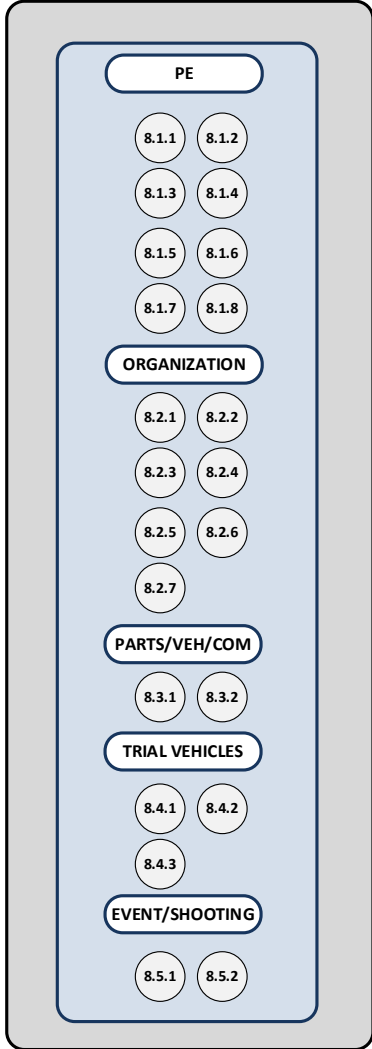 PE
8.1.1 8.1.2
8.1.3 8.1.4
8.1.5 8.1.6
8.1.7 8.1.8
ORGANIZATION
8.2.1 8.2.2
8.2.3 8.2.4
8.2.5 8.2.6
8.2.7
PARTS/VEH/COM
8.3.1 8.3.2
TRIAL VEHICLES
8.4.1 8.4.2
8.4.3
EVENT/SHOOTING
8.5.1 8.5.2